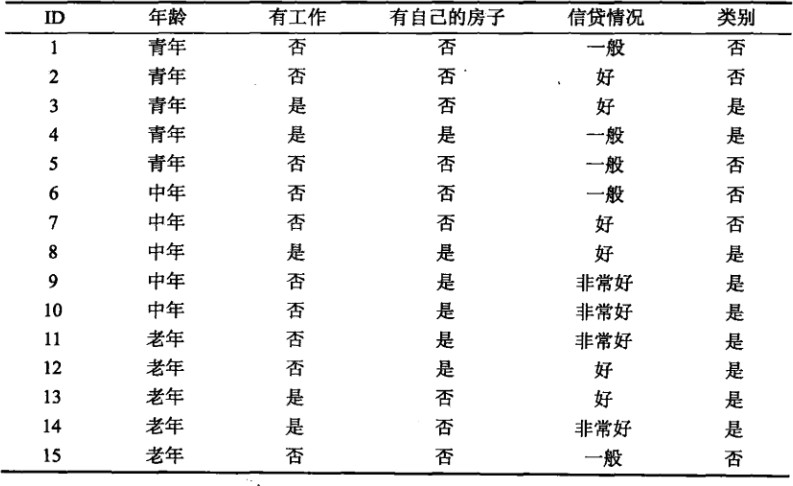 ID 年龄 有工作 有自己的房子 信贷情况 类别
1 青年 否 否 一般 否
2 青年 否 否 好 否
3 青年 是 否 好 是
4 青年 是 是 一般 是
5 青年 否 否 一般 否
6 中年 否 否 一般 否
7 中年 否 否 好 否
8 中年 是 是 好 是
9 中年 否 是 非常好 是
10 中年 否 是 非常好 是
11 老年 否 是 非常好 是
12 老年 否 是 好 是
13 老年 是 否 好 是
14 老年 是 否 非常好 是
15 老年 否 否 一般 否